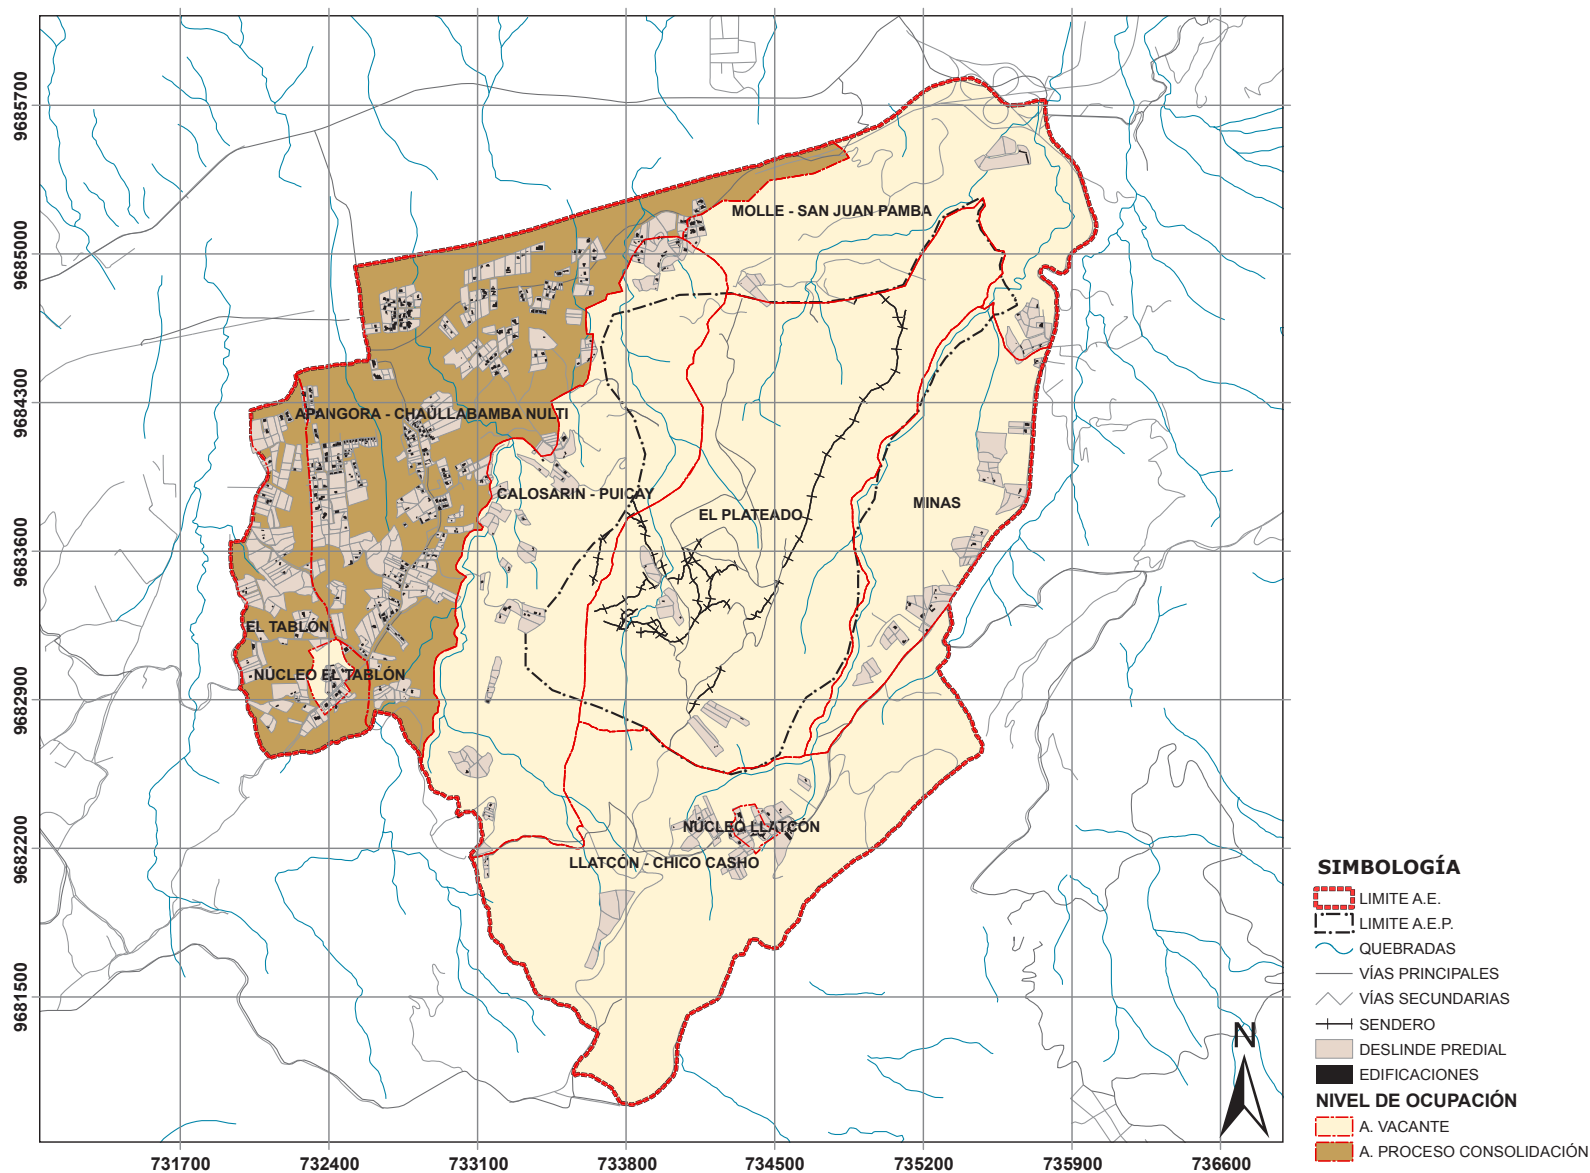 9685700
9685000
9684300
9683600
9682900
9682200
9681500
MOLLE - SAN JUAN PAMBA
APANGORA - CHAULLABAMBA NULTI
CALOSARIN - PUICAY
EL PLATEADO
MINAS
EL TABLÓN
NÚCLEO EL TABLÓN
NÚCLEO LLATCÓN
LLATCÓN - CHICO CASHO
731700
732400
733100
733800
734500
735200
735900
736600
SIMBOLOGÍA
LIMITE A.E.
LIMITE A.E.P.
QUEBRADAS
VÍAS PRINCIPALES
VÍAS SECUNDARIAS
SENDERO
DESLINDE PREDIAL
EDIFICACIONES
NIVEL DE OCUPACIÓN
A. VACANTE
A. PROCESO CONSOLIDACIÓN
N